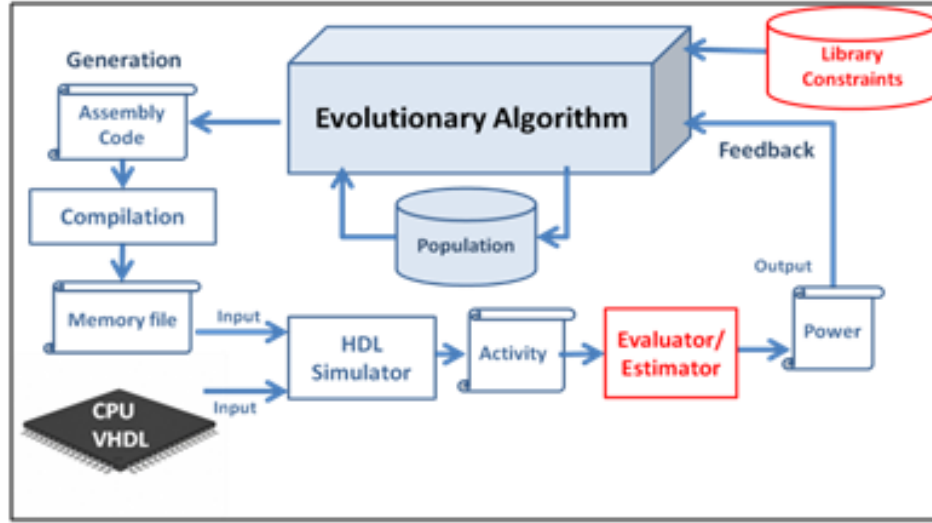 Generation
Assembly
Code
Evolutionary Algorithm
Library
Constraints
Feedback
Compilation
Population
Output
Memory file
Input
HDL
Simulator
Activity
Evaluator/
Estimator
Power
Input
CPU
VHDL